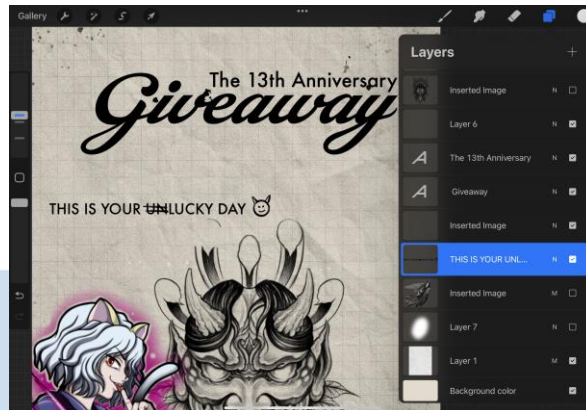 Gallery
Layers
The 13th Anniversary
Giveaway
THIS IS YOUR UNLUCKY DAY
Inserted Image N
Layer 6 N
The 13th Anniversary N
Giveaway N
Inserted Image N
THIS IS YOUR UNL... N
Inserted Image M
Layer 7 N
Layer 1 M
Background color